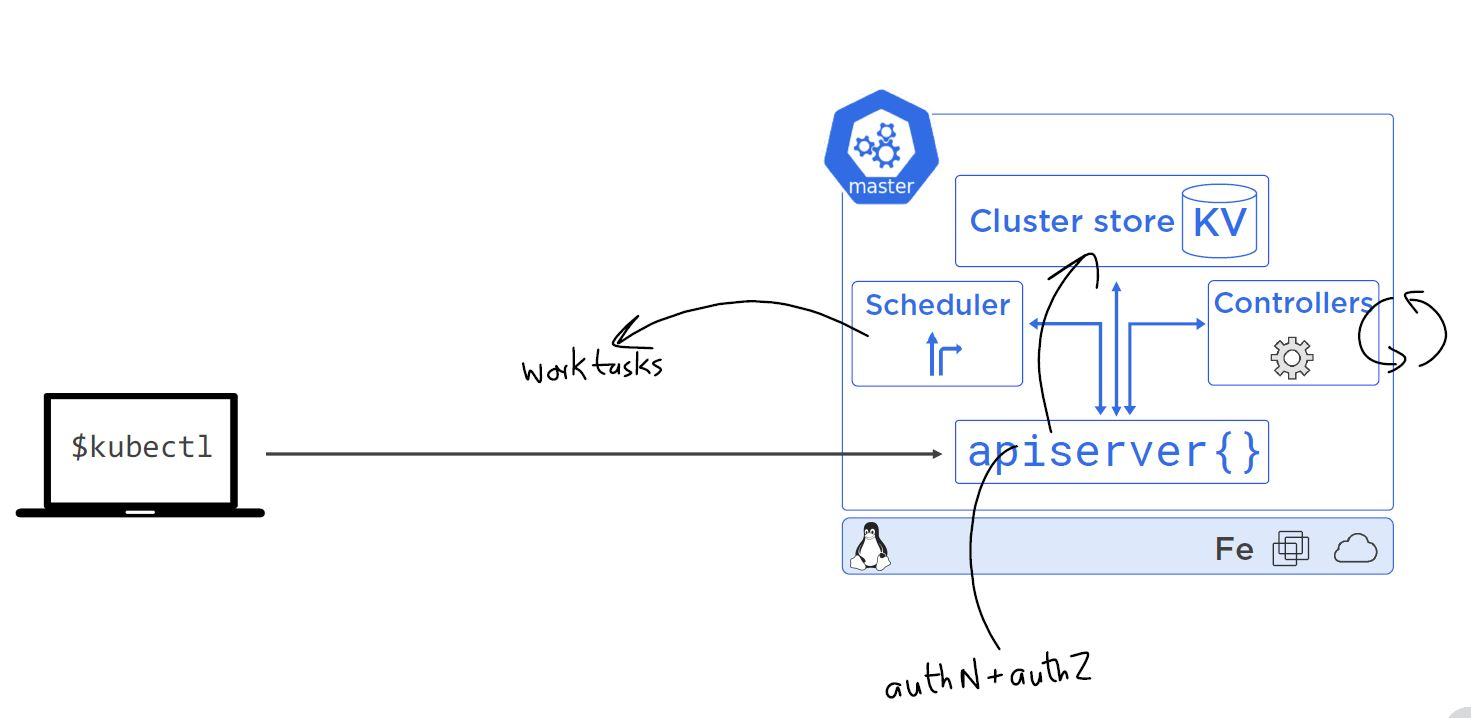 master
Cluster store KV
Scheduler
Controllers
work tasks
$kubectl
apiserver{}
Fe
authN+authZ